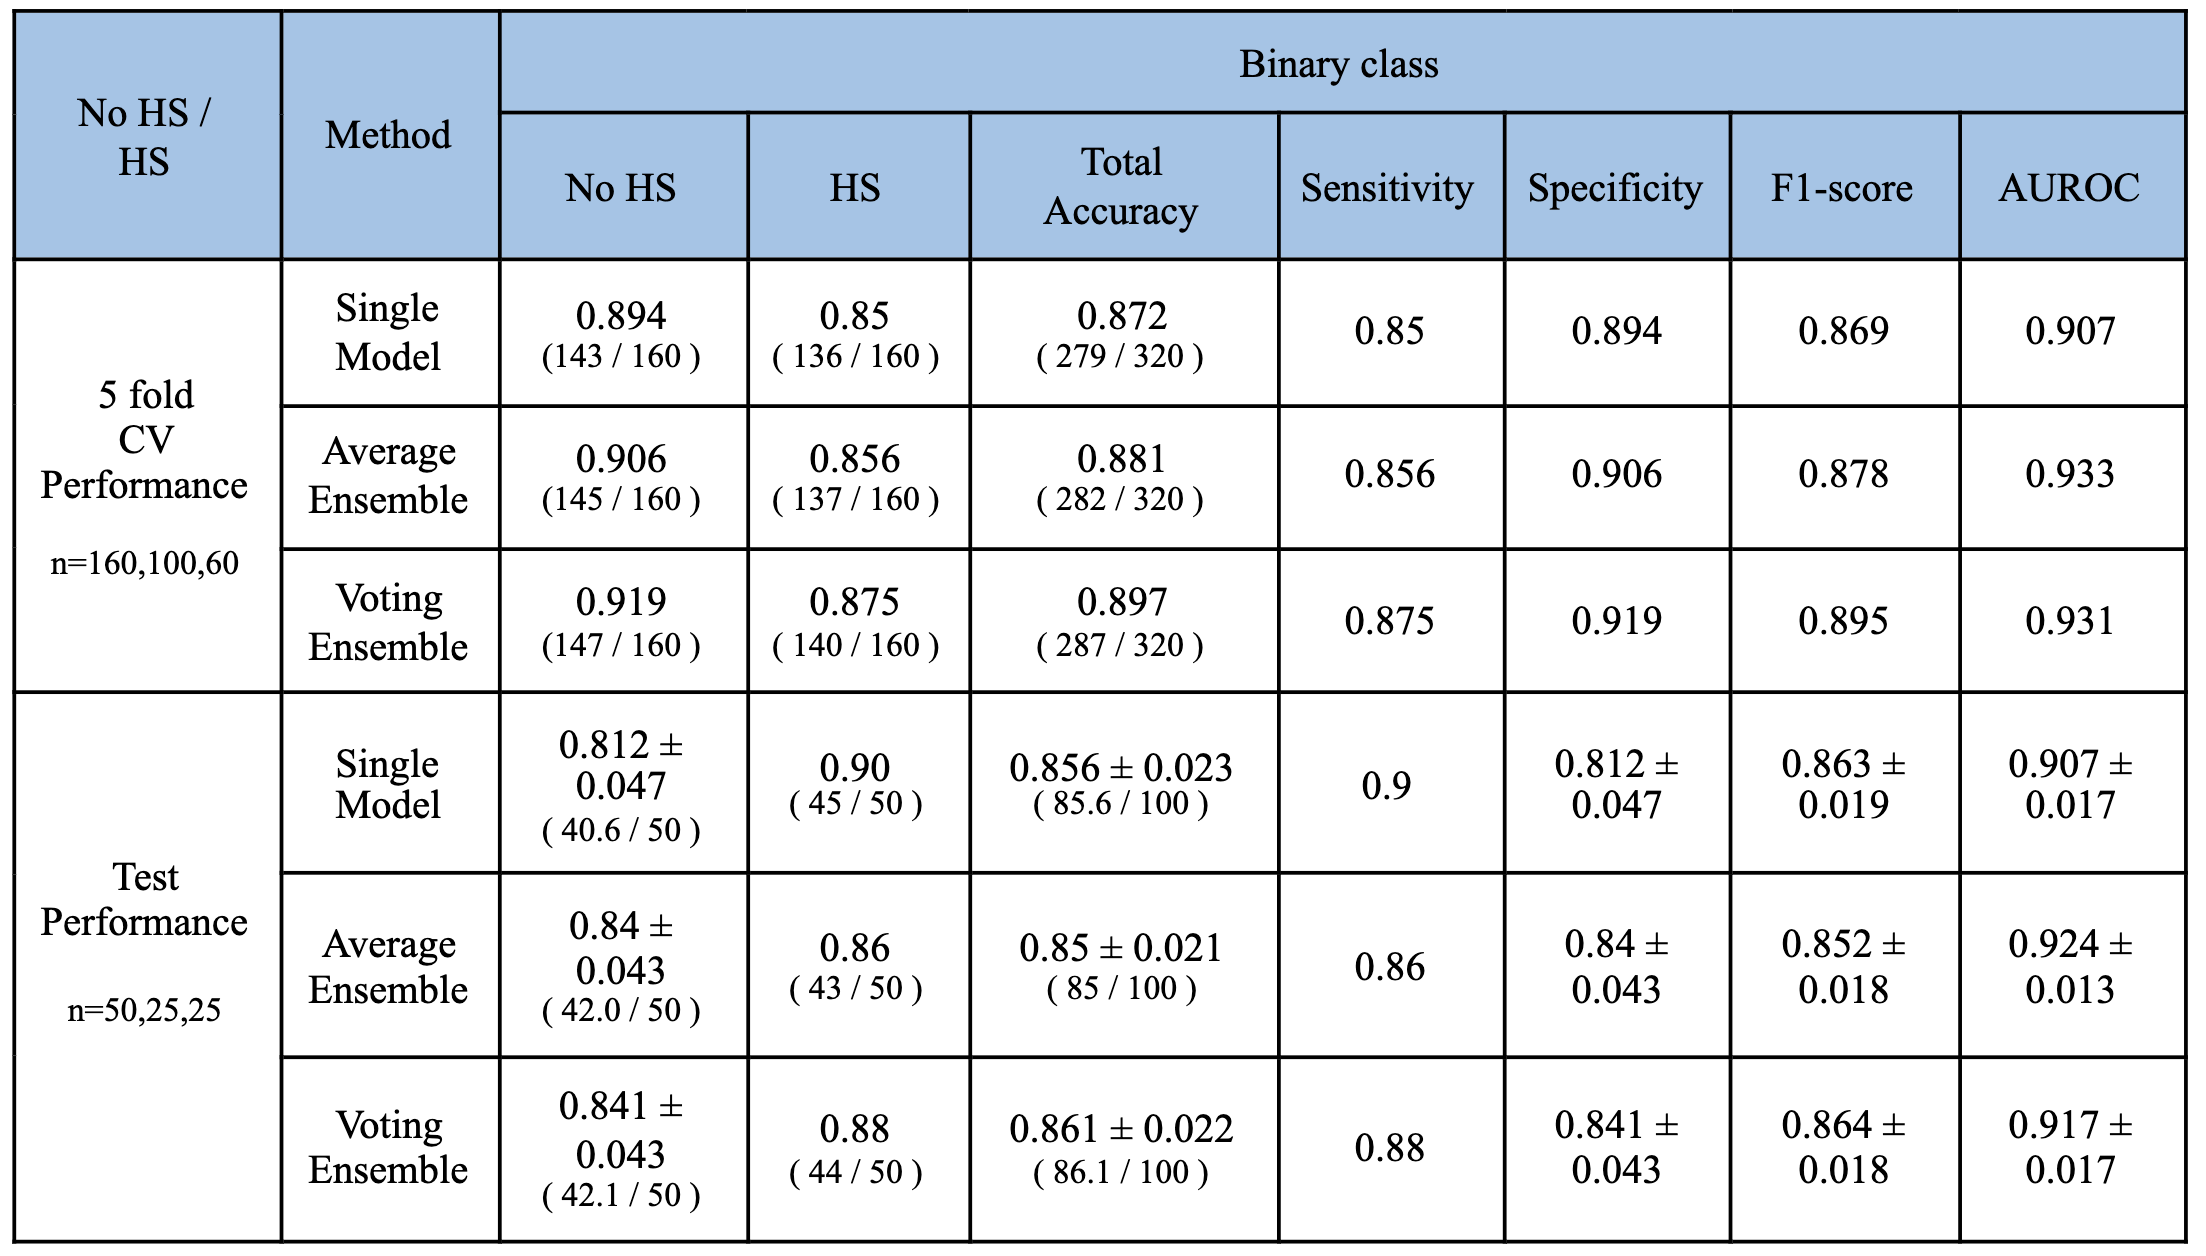 No HS /
HS
Method
Binary class
No HS
HS
Total
Accuracy
Sensitivity
Specificity
F1-score
AUROC
5 fold
CV
Performance
n=160,100,60
Single
Model
0.894
(143 / 160 )
0.85
( 136 / 160 )
0.872
( 279 / 320 )
0.85
0.894
0.869
0.907
Average
Ensemble
0.906
(145 / 160 )
0.856
( 137 / 160 )
0.881
( 282 / 320 )
0.856
0.906
0.878
0.933
Voting
Ensemble
0.919
(147 / 160 )
0.875
( 140 / 160 )
0.897
( 287 / 320 )
0.875
0.919
0.895
0.931
Test
Performance
n=50,25,25
Single
Model
0.812 ±
0.047
( 40.6 / 50 )
0.90
( 45 / 50 )
0.856 ± 0.023
( 85.6 / 100 )
0.9
0.812 ±
0.047
0.863 ±
0.019
0.907 ±
0.017
Average
Ensemble
0.84 ±
0.043
( 42.0 / 50 )
0.86
( 43 / 50 )
0.85 ± 0.021
( 85 / 100 )
0.86
0.84 ±
0.043
0.852 ±
0.018
0.924 ±
0.013
Voting
Ensemble
0.841 ±
0.043
( 42.1 / 50 )
0.88
( 44 / 50 )
0.861 ± 0.022
( 86.1 / 100 )
0.88
0.841 ±
0.043
0.864 ±
0.018
0.917 ±
0.017